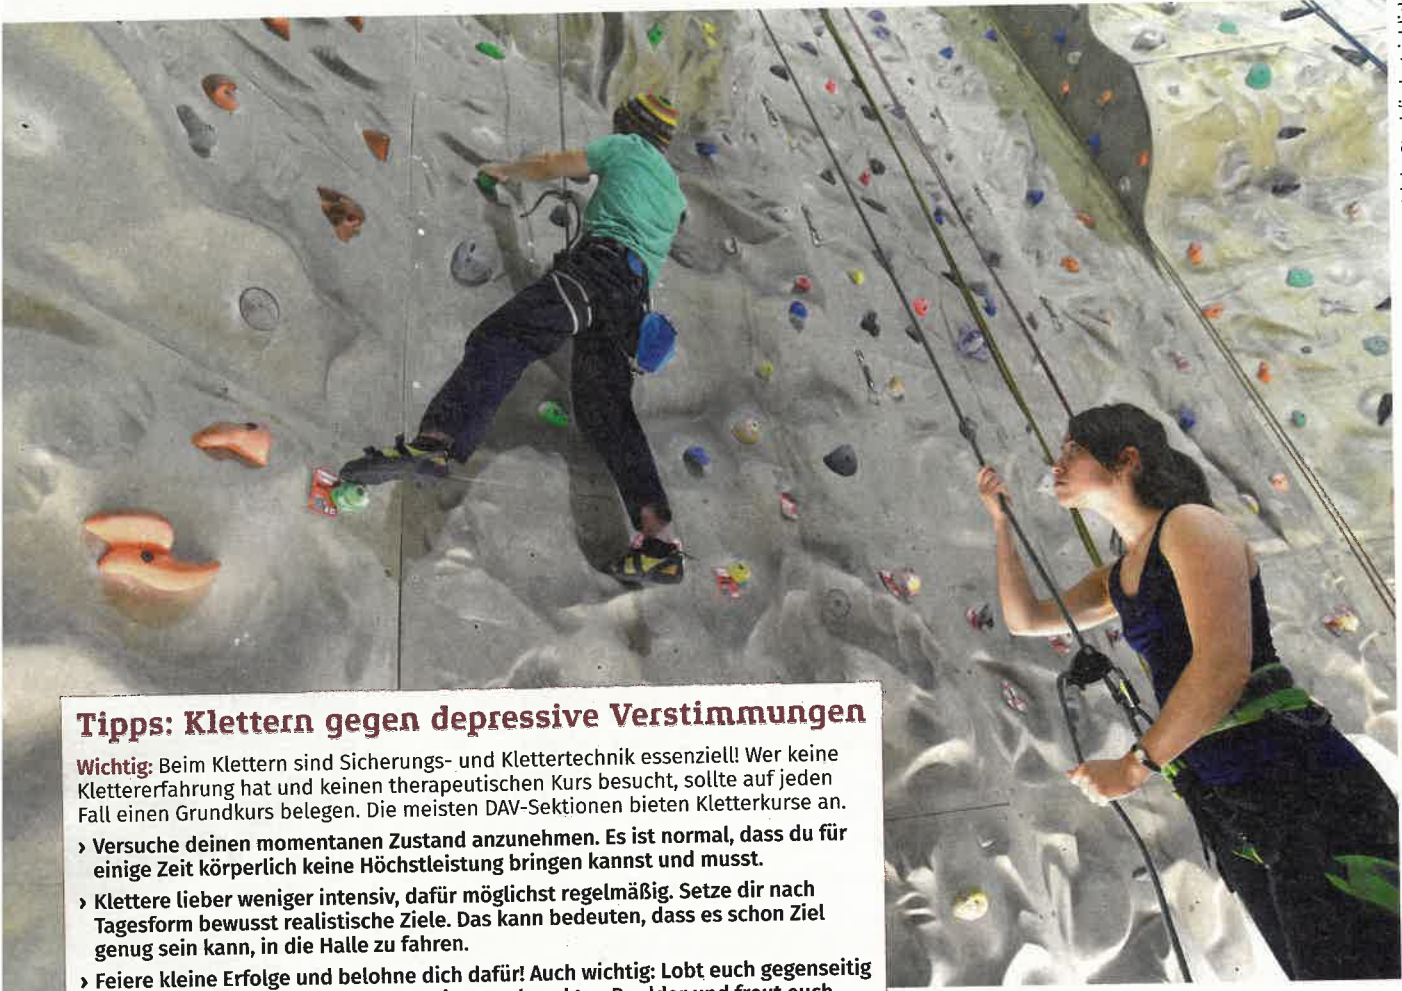 Tipps: Klettern gegen depressive Verstimmungen
Wichtig: Beim Klettern sind Sicherungs- und Klettertechnik essenziell! Wer keine
Klettererfahrung hat und keinen therapeutischen Kurs besucht, sollte auf jeden
Fall einen Grundkurs belegen. Die meisten DAV-Sektionen bieten Kletterkurse an.
› Versuche deinen momentanen Zustand anzunehmen. Es ist normal, dass du für
einige Zeit körperlich keine Höchstleistung bringen kannst und musst.
› Klettere lieber weniger intensiv, dafür möglichst regelmäßig. Setze dir nach
Tagesform bewusst realistische Ziele. Das kann bedeuten, dass es schon Ziel
genug sein kann, in die Halle zu fahren.
› Feiere kleine Erfolge und belohne dich dafür! Auch wichtig: Lobt euch gegenseitig
und freut euch